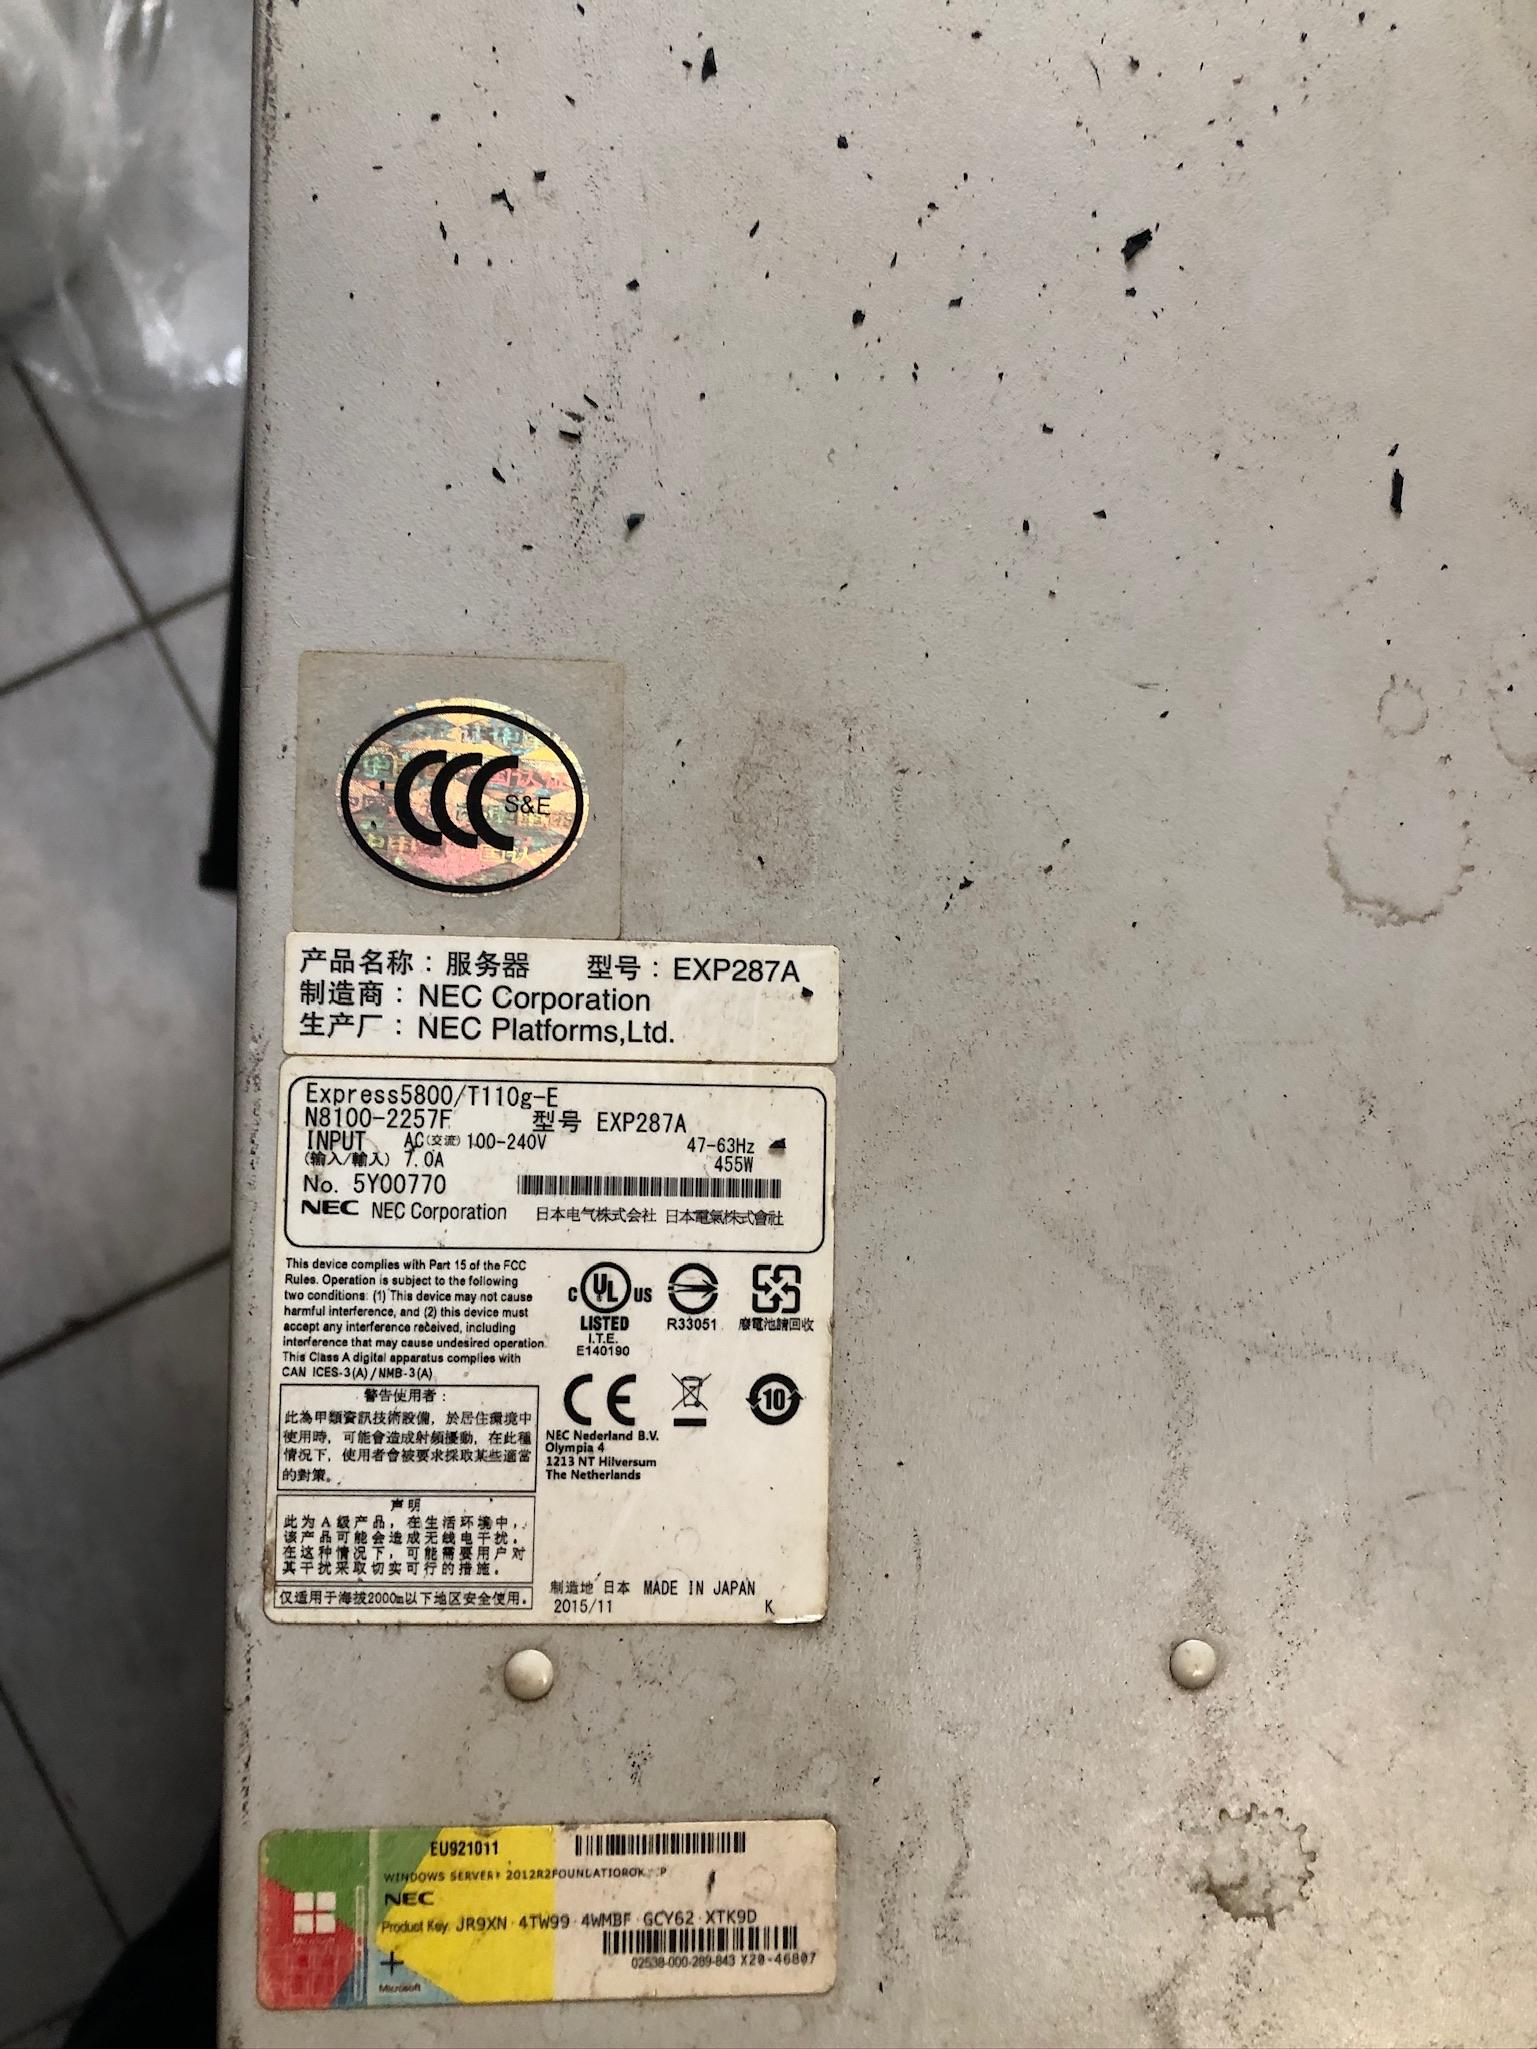 CCC S&E
产品名称：服务器 型号：EXP287A
制造商：NEC Corporation
生产厂：NEC Platforms,Ltd.
Express5800/T110g-E
N8100-2257F 型号 EXP287A
INPUT AC(交流) 100-240V 47-63Hz
(输入/輸入) 7.0A 455W
No. 5Y00770
NEC NEC Corporation 日本电气株式会社 日本電氣株式會社
This device complies with Part 15 of the FCC
Rules. Operation is subject to the following
two conditions: (1) This device may not cause
harmful interference, and (2) this device must
accept any interference received, including
interference that may cause undesired operation.
This Class A digital apparatus complies with
CAN ICES-3(A)/NMB-3(A)
C UL US
LISTED
I.T.E.
E140190
R33051
廢電池請回收
警告使用者：
此為甲類資訊技術設備，於居住環境中
使用時，可能會造成射頻擾動，在此種
情況下，使用者會被要求採取某些適當
的對策。
CE
10
NEC Nederland B.V.
Olympia 4
1213 NT Hilversum
The Netherlands
声明
此为A级产品，在生活环境中，
该产品可能会造成无线电干扰。
在这种情况下，可能需要用户对
其干扰采取切实可行的措施。
仅适用于海拔2000m以下地区安全使用。
制造地 日本 MADE IN JAPAN
2015/11 K
EU921011
WINDOWS SERVER 2012R2
NEC
Product Key: JR9XN-4TW99-4WMBF-GCY62-XTK9D
02538-000-289-843 X20-46807
Microsoft